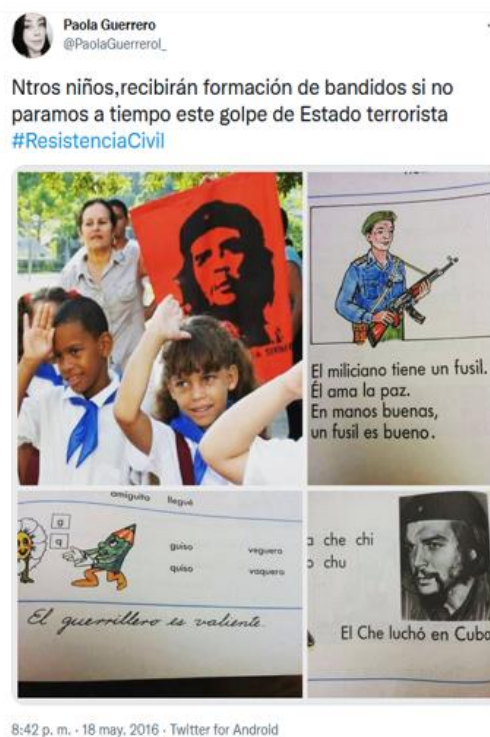 Paola Guerrero
@PaolaGuerrerol_
Ntros niños,recibirán formación de bandidos si no
paramos a tiempo este golpe de Estado terrorista
#ResistenciaCivil
El miliciano tiene un fusil.
Él ama la paz.
En manos buenas,
un fusil es bueno.
amiguito llegué
g
q
guiso veguero
quiso vaquero
El guerrillero es valiente.
a che chi
o chu
El Che luchó en Cuba
8:42 p. m. · 18 may. 2016 · Twitter for Android